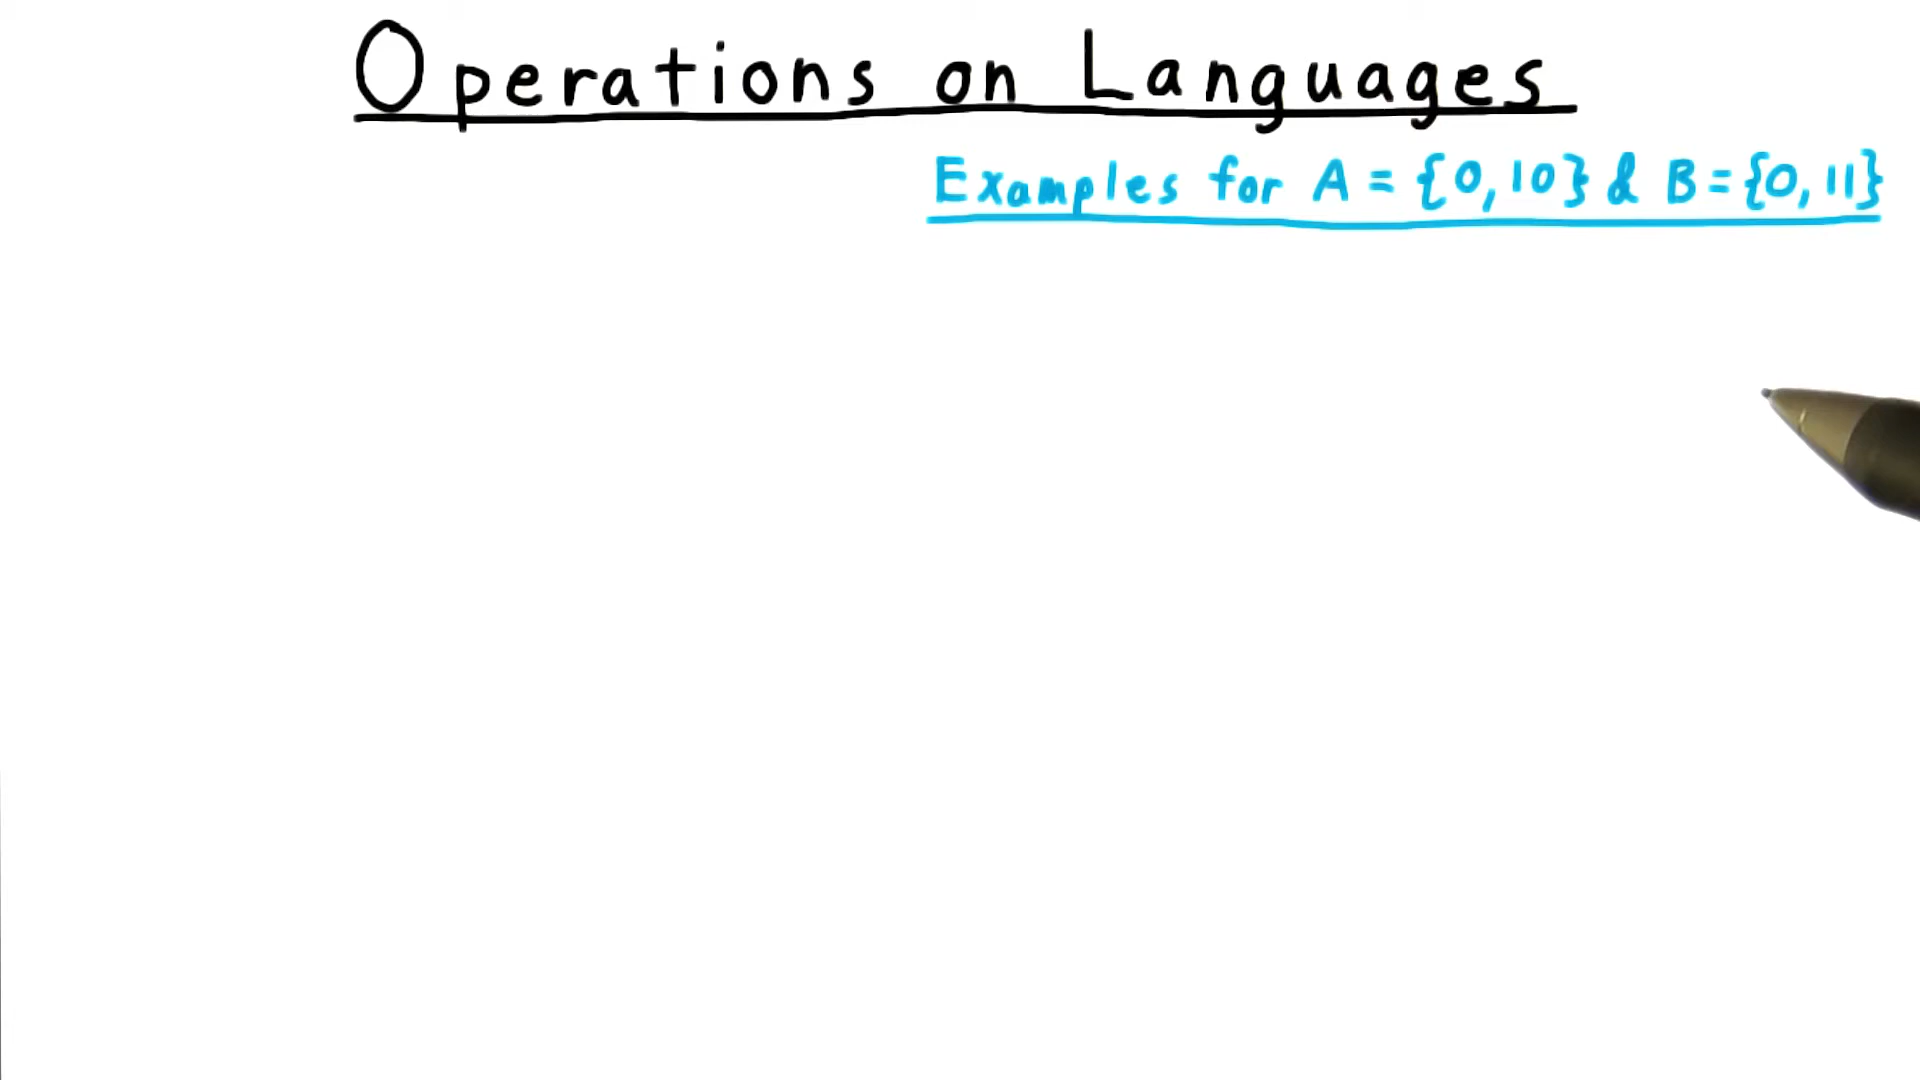 Operations on Languages
Examples for A = {0,10} & B = {0,11}